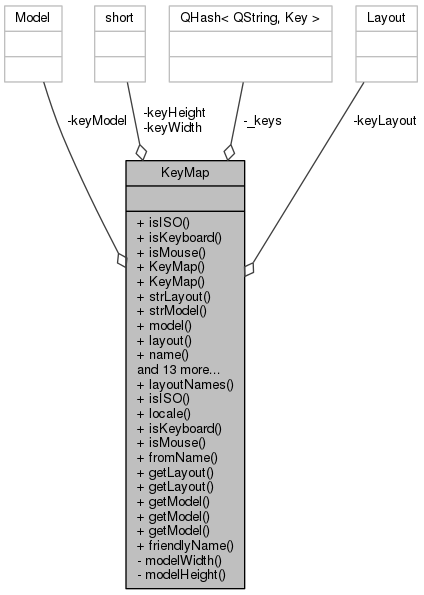 Model
short
QHash< QString, Key >
Layout
-keyModel
-keyHeight
-keyWidth
-_keys
-keyLayout
KeyMap
+ isISO()
+ isKeyboard()
+ isMouse()
+ KeyMap()
+ KeyMap()
+ strLayout()
+ strModel()
+ model()
+ layout()
+ name()
and 13 more...
+ layoutNames()
+ isISO()
+ locale()
+ isKeyboard()
+ isMouse()
+ fromName()
+ getLayout()
+ getLayout()
+ getModel()
+ getModel()
+ getModel()
+ friendlyName()
- modelWidth()
- modelHeight()